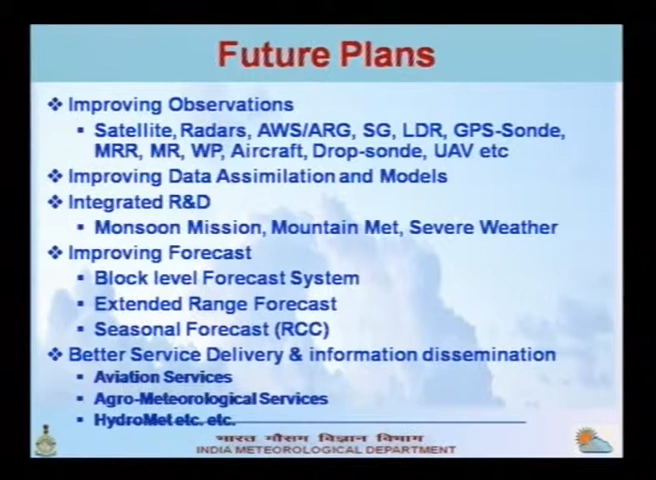 Future Plans
❖ Improving Observations
▪ Satellite, Radars, AWS/ARG, SG, LDR, GPS-Sonde,
MRR, MR, WP, Aircraft, Drop-sonde, UAV etc
❖ Improving Data Assimilation and Models
❖ Integrated R&D
▪ Monsoon Mission, Mountain Met, Severe Weather
❖ Improving Forecast
▪ Block level Forecast System
▪ Extended Range Forecast
▪ Seasonal Forecast (RCC)
❖ Better Service Delivery & information dissemination
▪ Aviation Services
▪ Agro-Meteorological Services
▪ HydroMet etc. etc.
भारत मौसम विज्ञान विभाग
INDIA METEOROLOGICAL DEPARTMENT